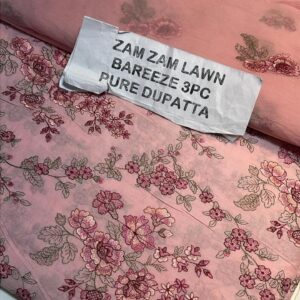 ZAM ZAM LAWN
BAREEZE 3PC
PURE DUPATTA